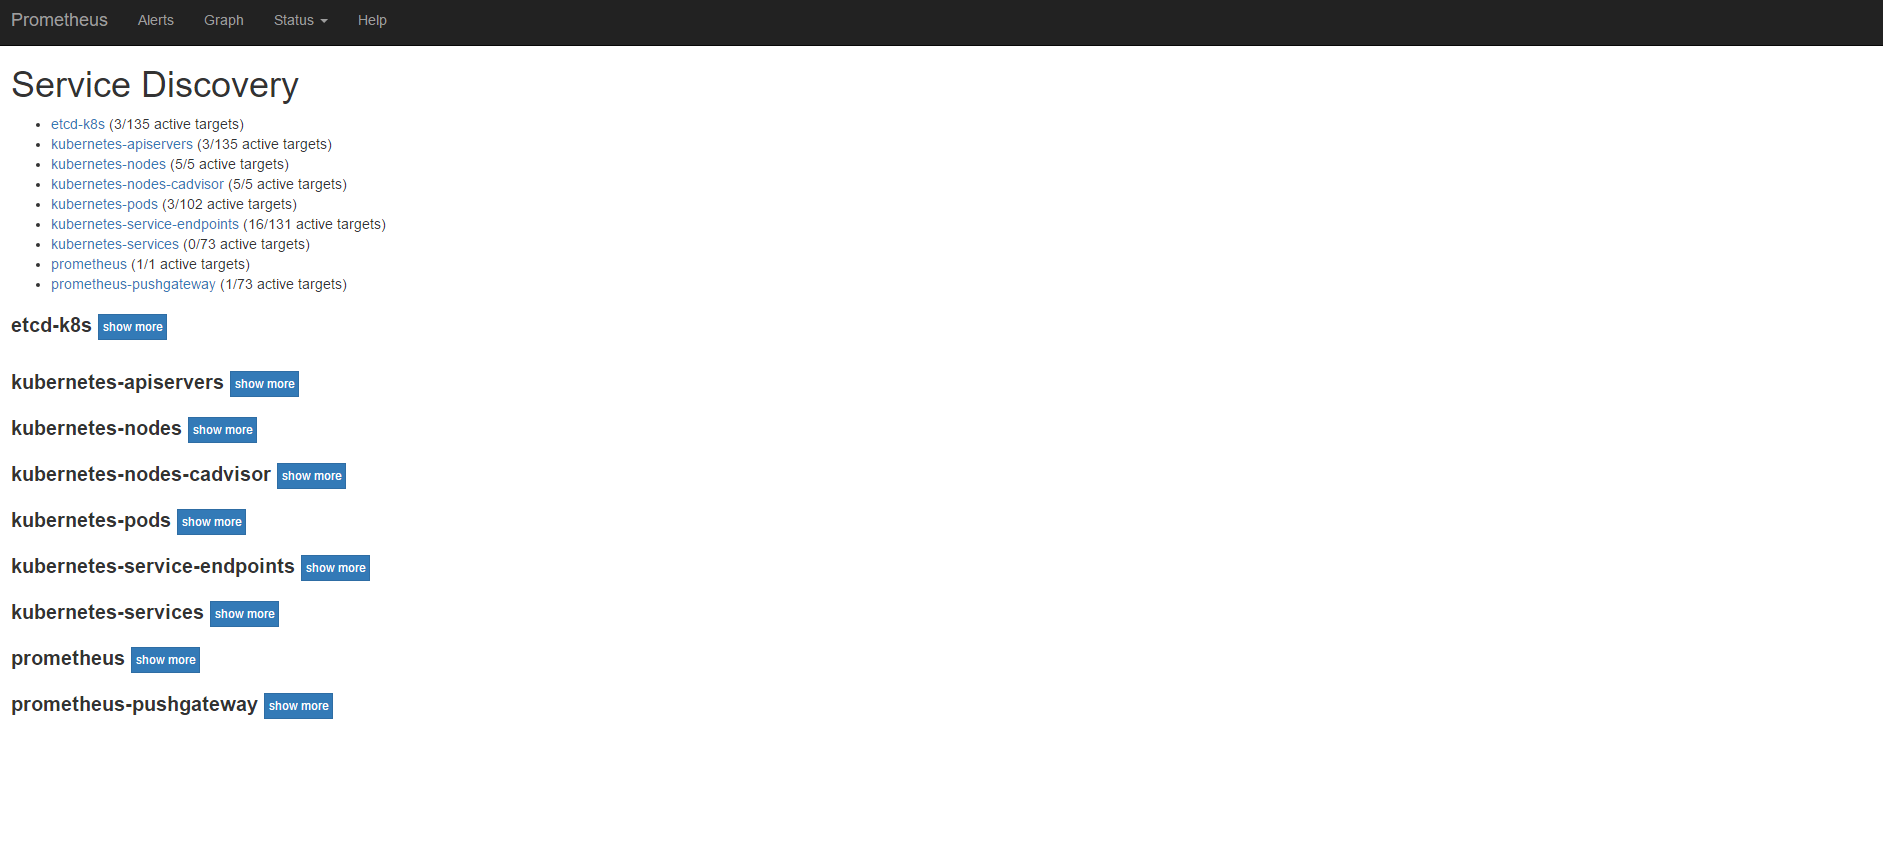 Prometheus Alerts Graph Status Help
Service Discovery
etcd-k8s (3/135 active targets)
kubernetes-apiservers (3/135 active targets)
kubernetes-nodes (5/5 active targets)
kubernetes-nodes-cadvisor (5/5 active targets)
kubernetes-pods (3/102 active targets)
kubernetes-service-endpoints (16/131 active targets)
kubernetes-services (0/73 active targets)
prometheus (1/1 active targets)
prometheus-pushgateway (1/73 active targets)
etcd-k8s show more
kubernetes-apiservers show more
kubernetes-nodes show more
kubernetes-nodes-cadvisor show more
kubernetes-pods show more
kubernetes-service-endpoints show more
kubernetes-services show more
prometheus show more
prometheus-pushgateway show more